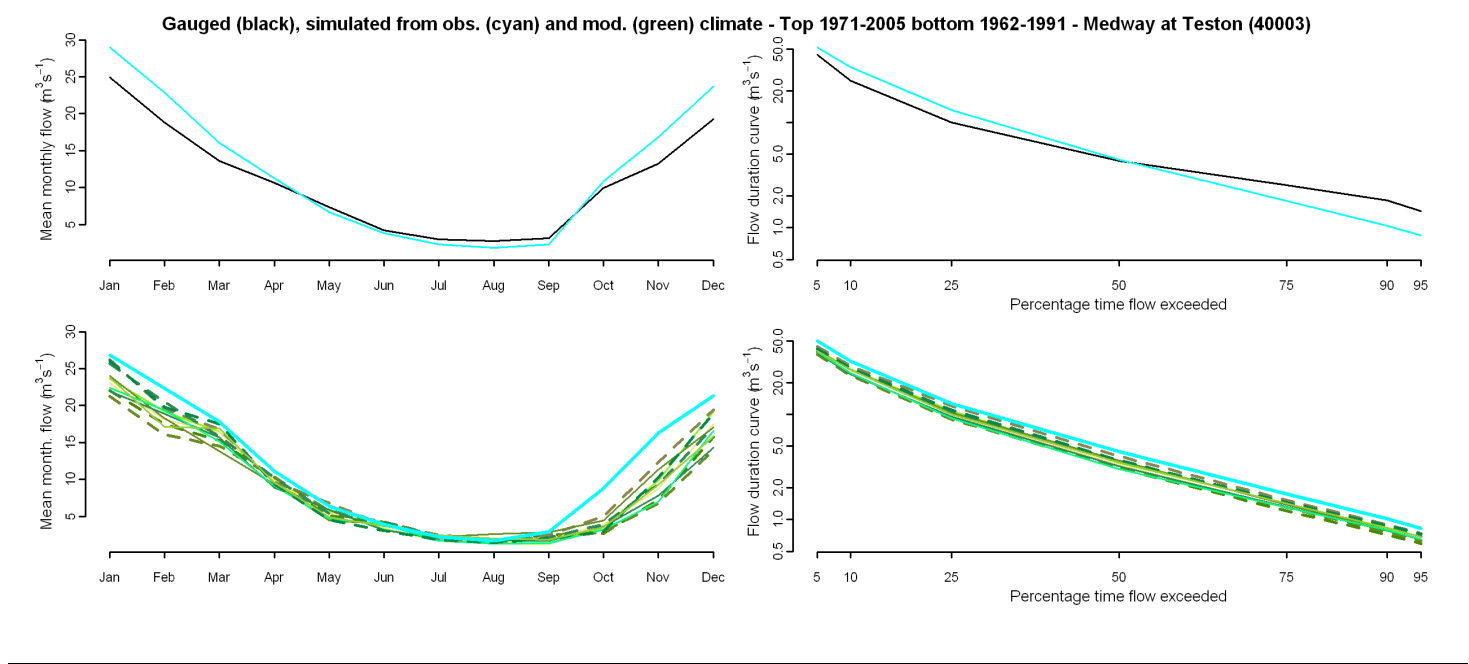 Gauged (black), simulated from obs. (cyan) and mod. (green) climate - Top 1971-2005 bottom 1962-1991 - Medway at Teston (40003)
Mean monthly flow (m³s⁻¹)
30
25
20
15
10
5
Jan Feb Mar Apr May Jun Jul Aug Sep Oct Nov Dec
Flow duration curve (m³s⁻¹)
50.0
20.0
5.0
2.0
1.0
0.5
5 10 25 50 75 90 95
Percentage time flow exceeded
Mean month. flow (m³s⁻¹)
30
25
20
15
10
5
Jan Feb Mar Apr May Jun Jul Aug Sep Oct Nov Dec
Flow duration curve (m³s⁻¹)
50.0
20.0
5.0
2.0
1.0
0.5
5 10 25 50 75 90 95
Percentage time flow exceeded